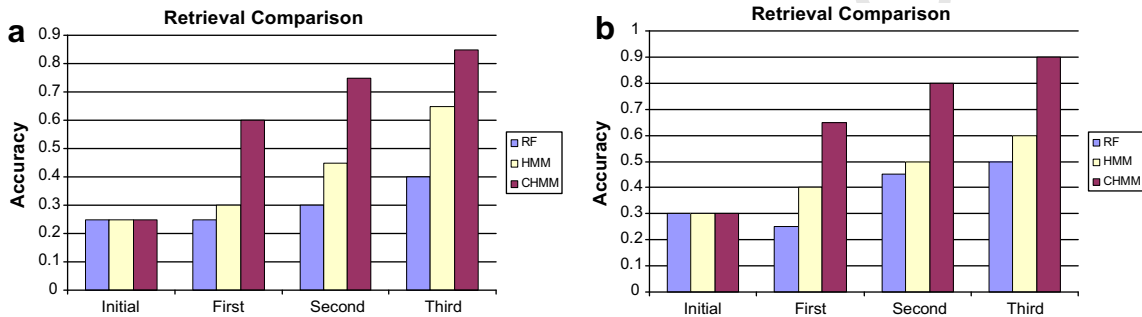 a
Retrieval Comparison
Accuracy
0.9
0.8
0.7
0.6
0.5
0.4
0.3
0.2
0.1
0
Initial First Second Third
RF
HMM
CHMM
b
Retrieval Comparison
Accuracy
1
0.9
0.8
0.7
0.6
0.5
0.4
0.3
0.2
0.1
0
Initial First Second Third
RF
HMM
CHMM